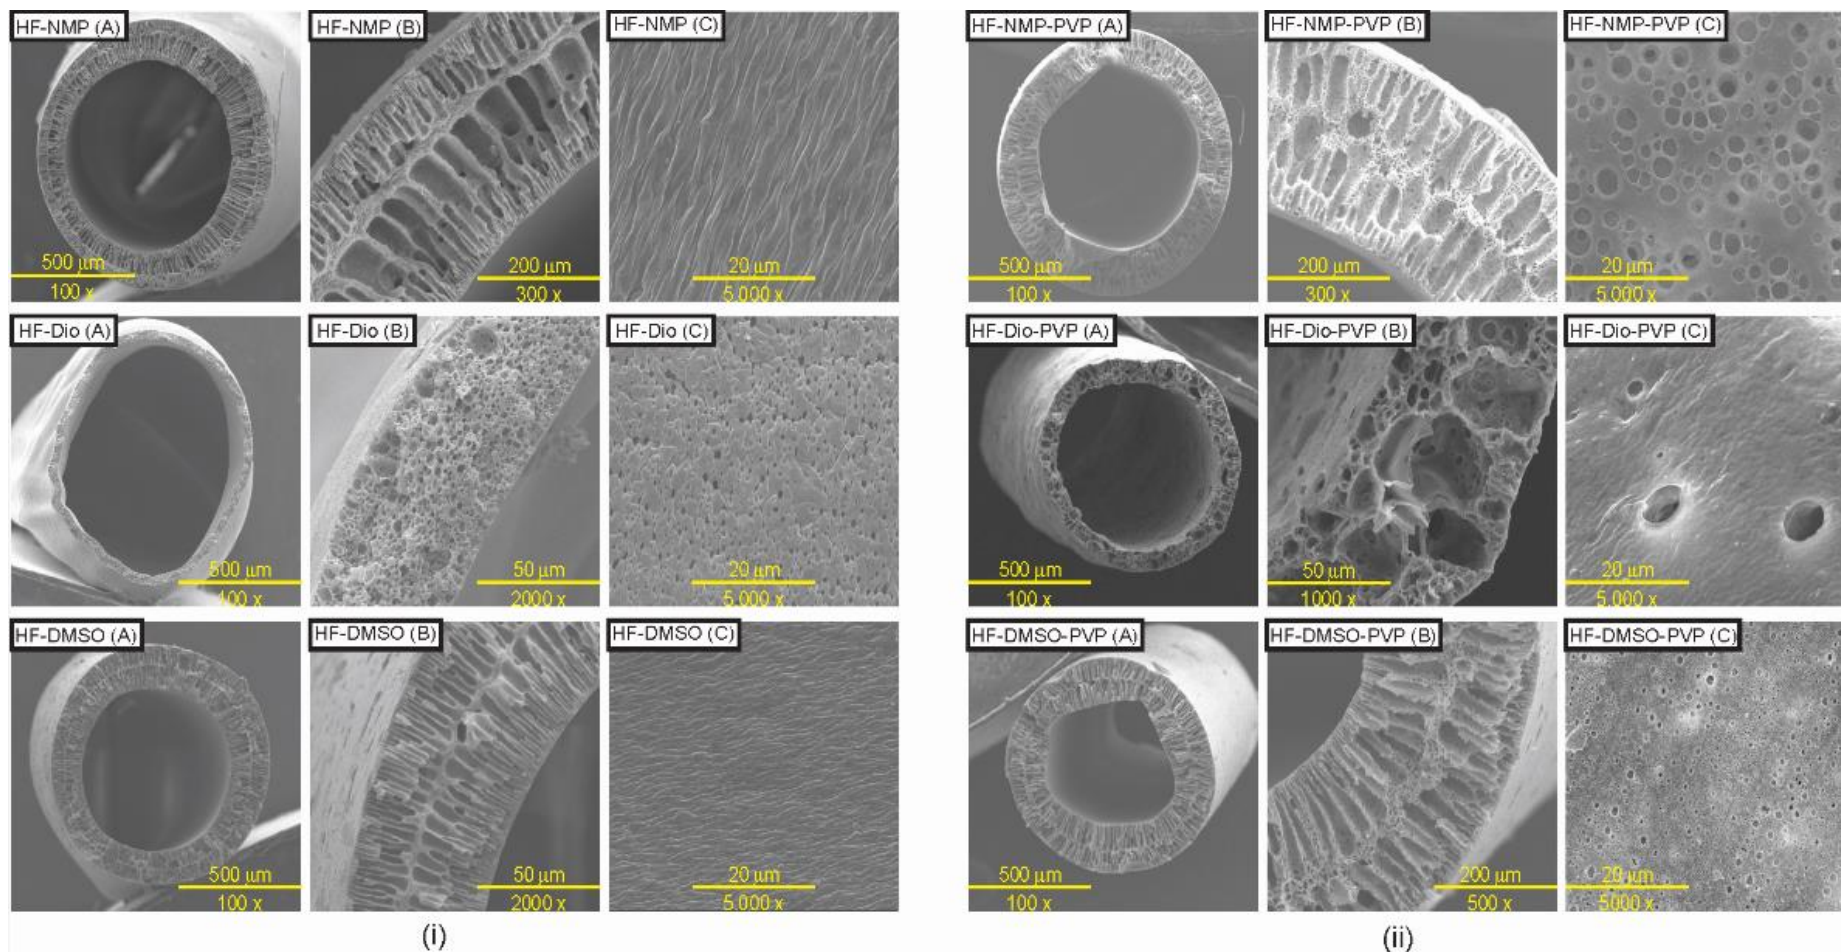 HF-NMP (A)
500 μm
100 x
HF-NMP (B)
200 μm
300 x
HF-NMP (C)
20 μm
5.000 x
HF-Dio (A)
500 μm
100 x
HF-Dio (B)
50 μm
2000 x
HF-Dio (C)
20 μm
5.000 x
HF-DMSO (A)
500 μm
100 x
HF-DMSO (B)
50 μm
2000 x
HF-DMSO (C)
20 μm
5.000 x
(i)
HF-NMP-PVP (A)
500 μm
100 x
HF-NMP-PVP (B)
200 μm
300 x
HF-NMP-PVP (C)
20 μm
5.000 x
HF-Dio-PVP (A)
500 μm
100 x
HF-Dio-PVP (B)
50 μm
1000 x
HF-Dio-PVP (C)
20 μm
5.000 x
HF-DMSO-PVP (A)
500 μm
100 x
HF-DMSO-PVP (B)
200 μm
500 x
HF-DMSO-PVP (C)
20 μm
5000 x
(ii)